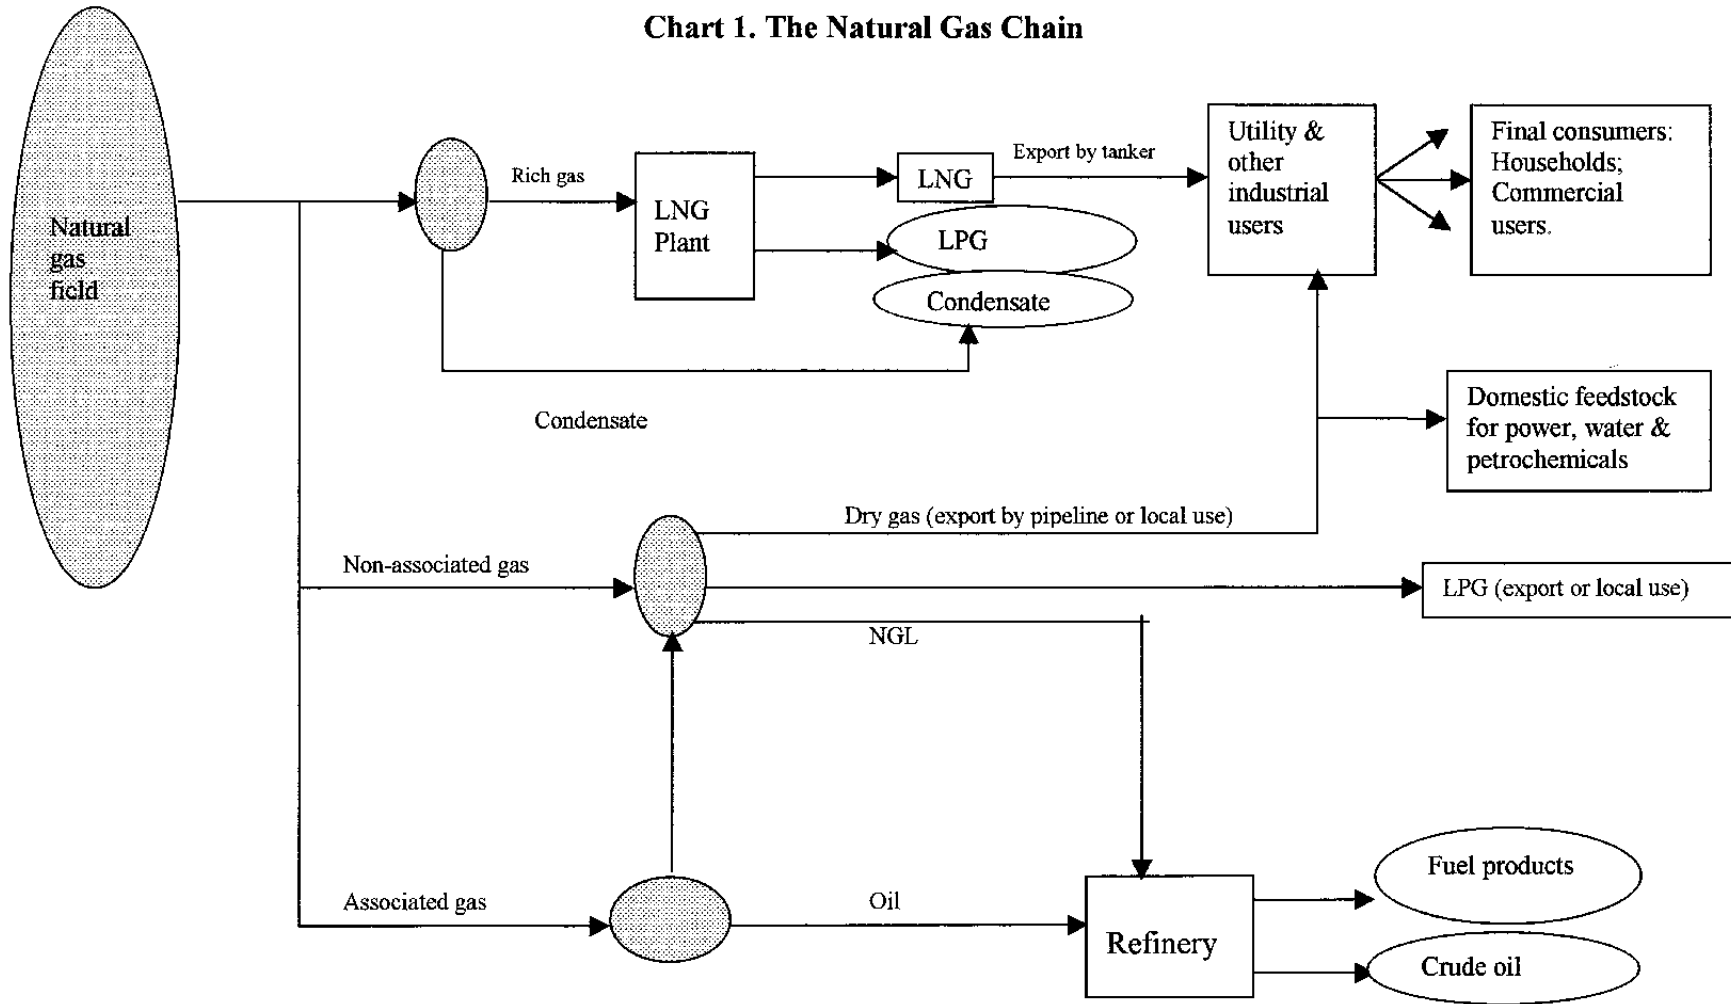 Chart 1. The Natural Gas Chain
Natural
gas
field
Rich gas
LNG
Plant
LNG
LPG
Condensate
Export by tanker
Utility &
other
industrial
users
Final consumers:
Households;
Commercial
users.
Condensate
Domestic feedstock
for power, water &
petrochemicals
Dry gas (export by pipeline or local use)
Non-associated gas
LPG (export or local use)
NGL
Associated gas
Oil
Refinery
Fuel products
Crude oil